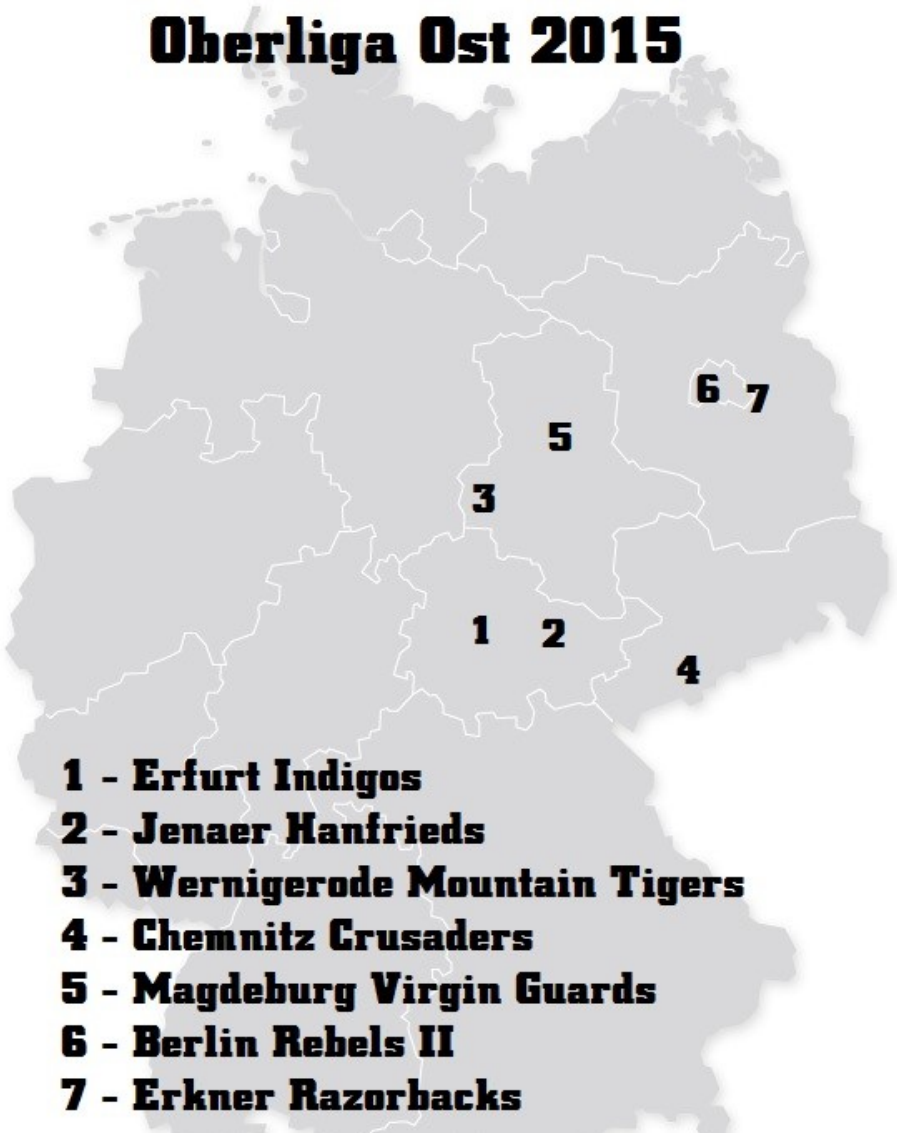 Oberliga Ost 2015
6
7
5
3
1
2
4
1 - Erfurt Indigos
2 - Jenaer Hanfrieds
3 - Wernigerode Mountain Tigers
4 - Chemnitz Crusaders
5 - Magdeburg Virgin Guards
6 - Berlin Rebels II
7 - Erkner Razorbacks